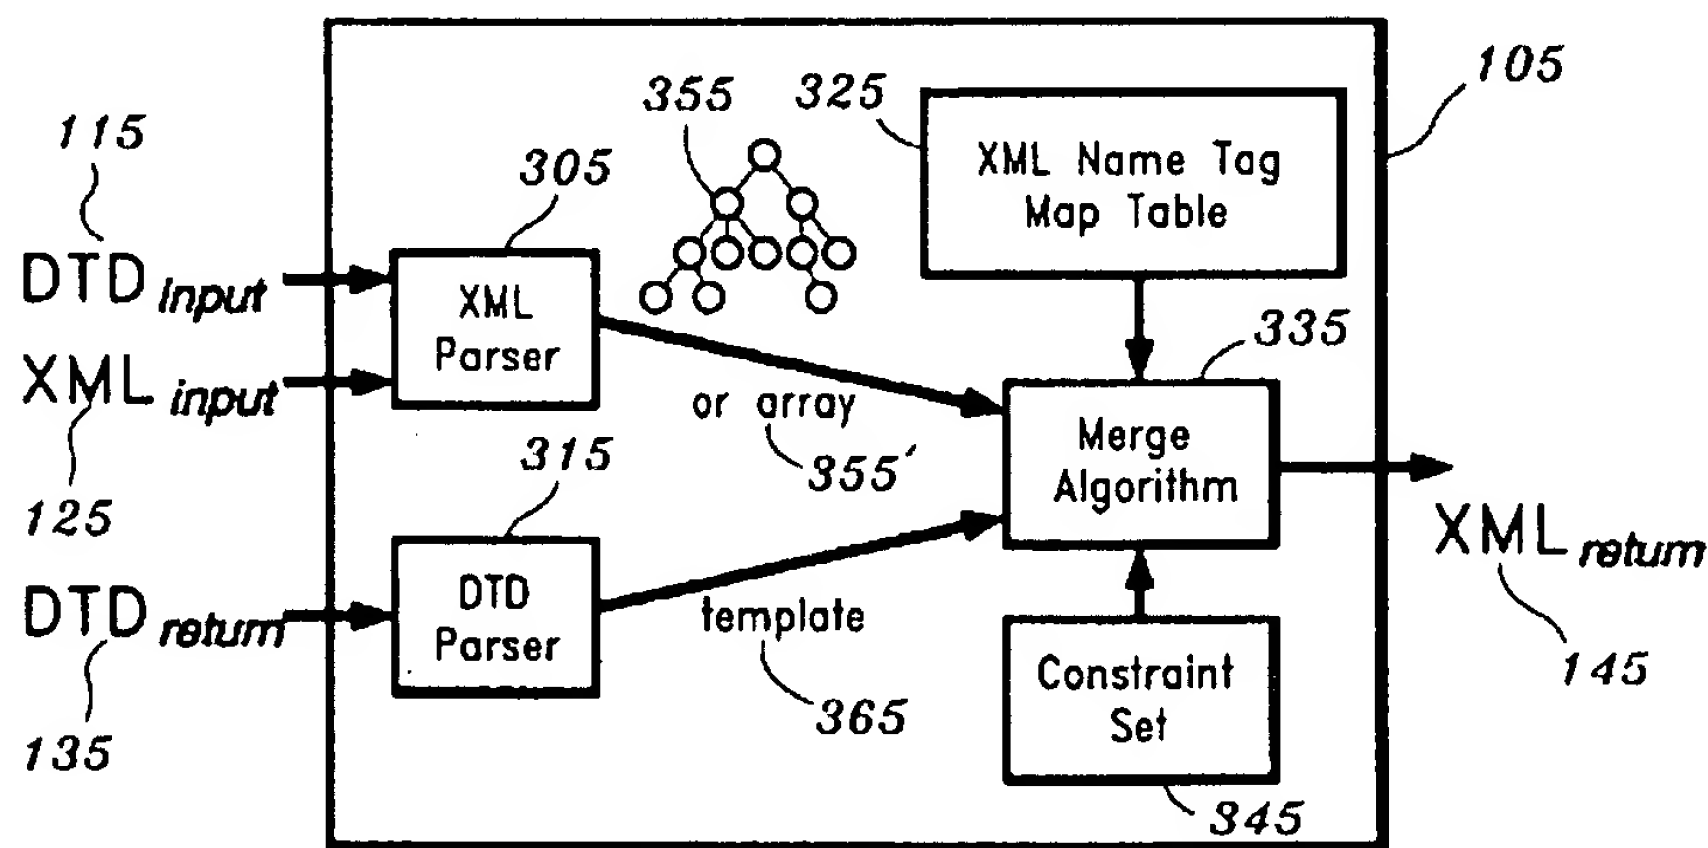 105
355
325
115
305
XML Name Tag
Map Table
DTD input
XML
Parser
335
XML input
or array
355'
Merge
Algorithm
125
315
XML return
145
DTD return
DTD
Parser
template
365
Constraint
Set
135
345